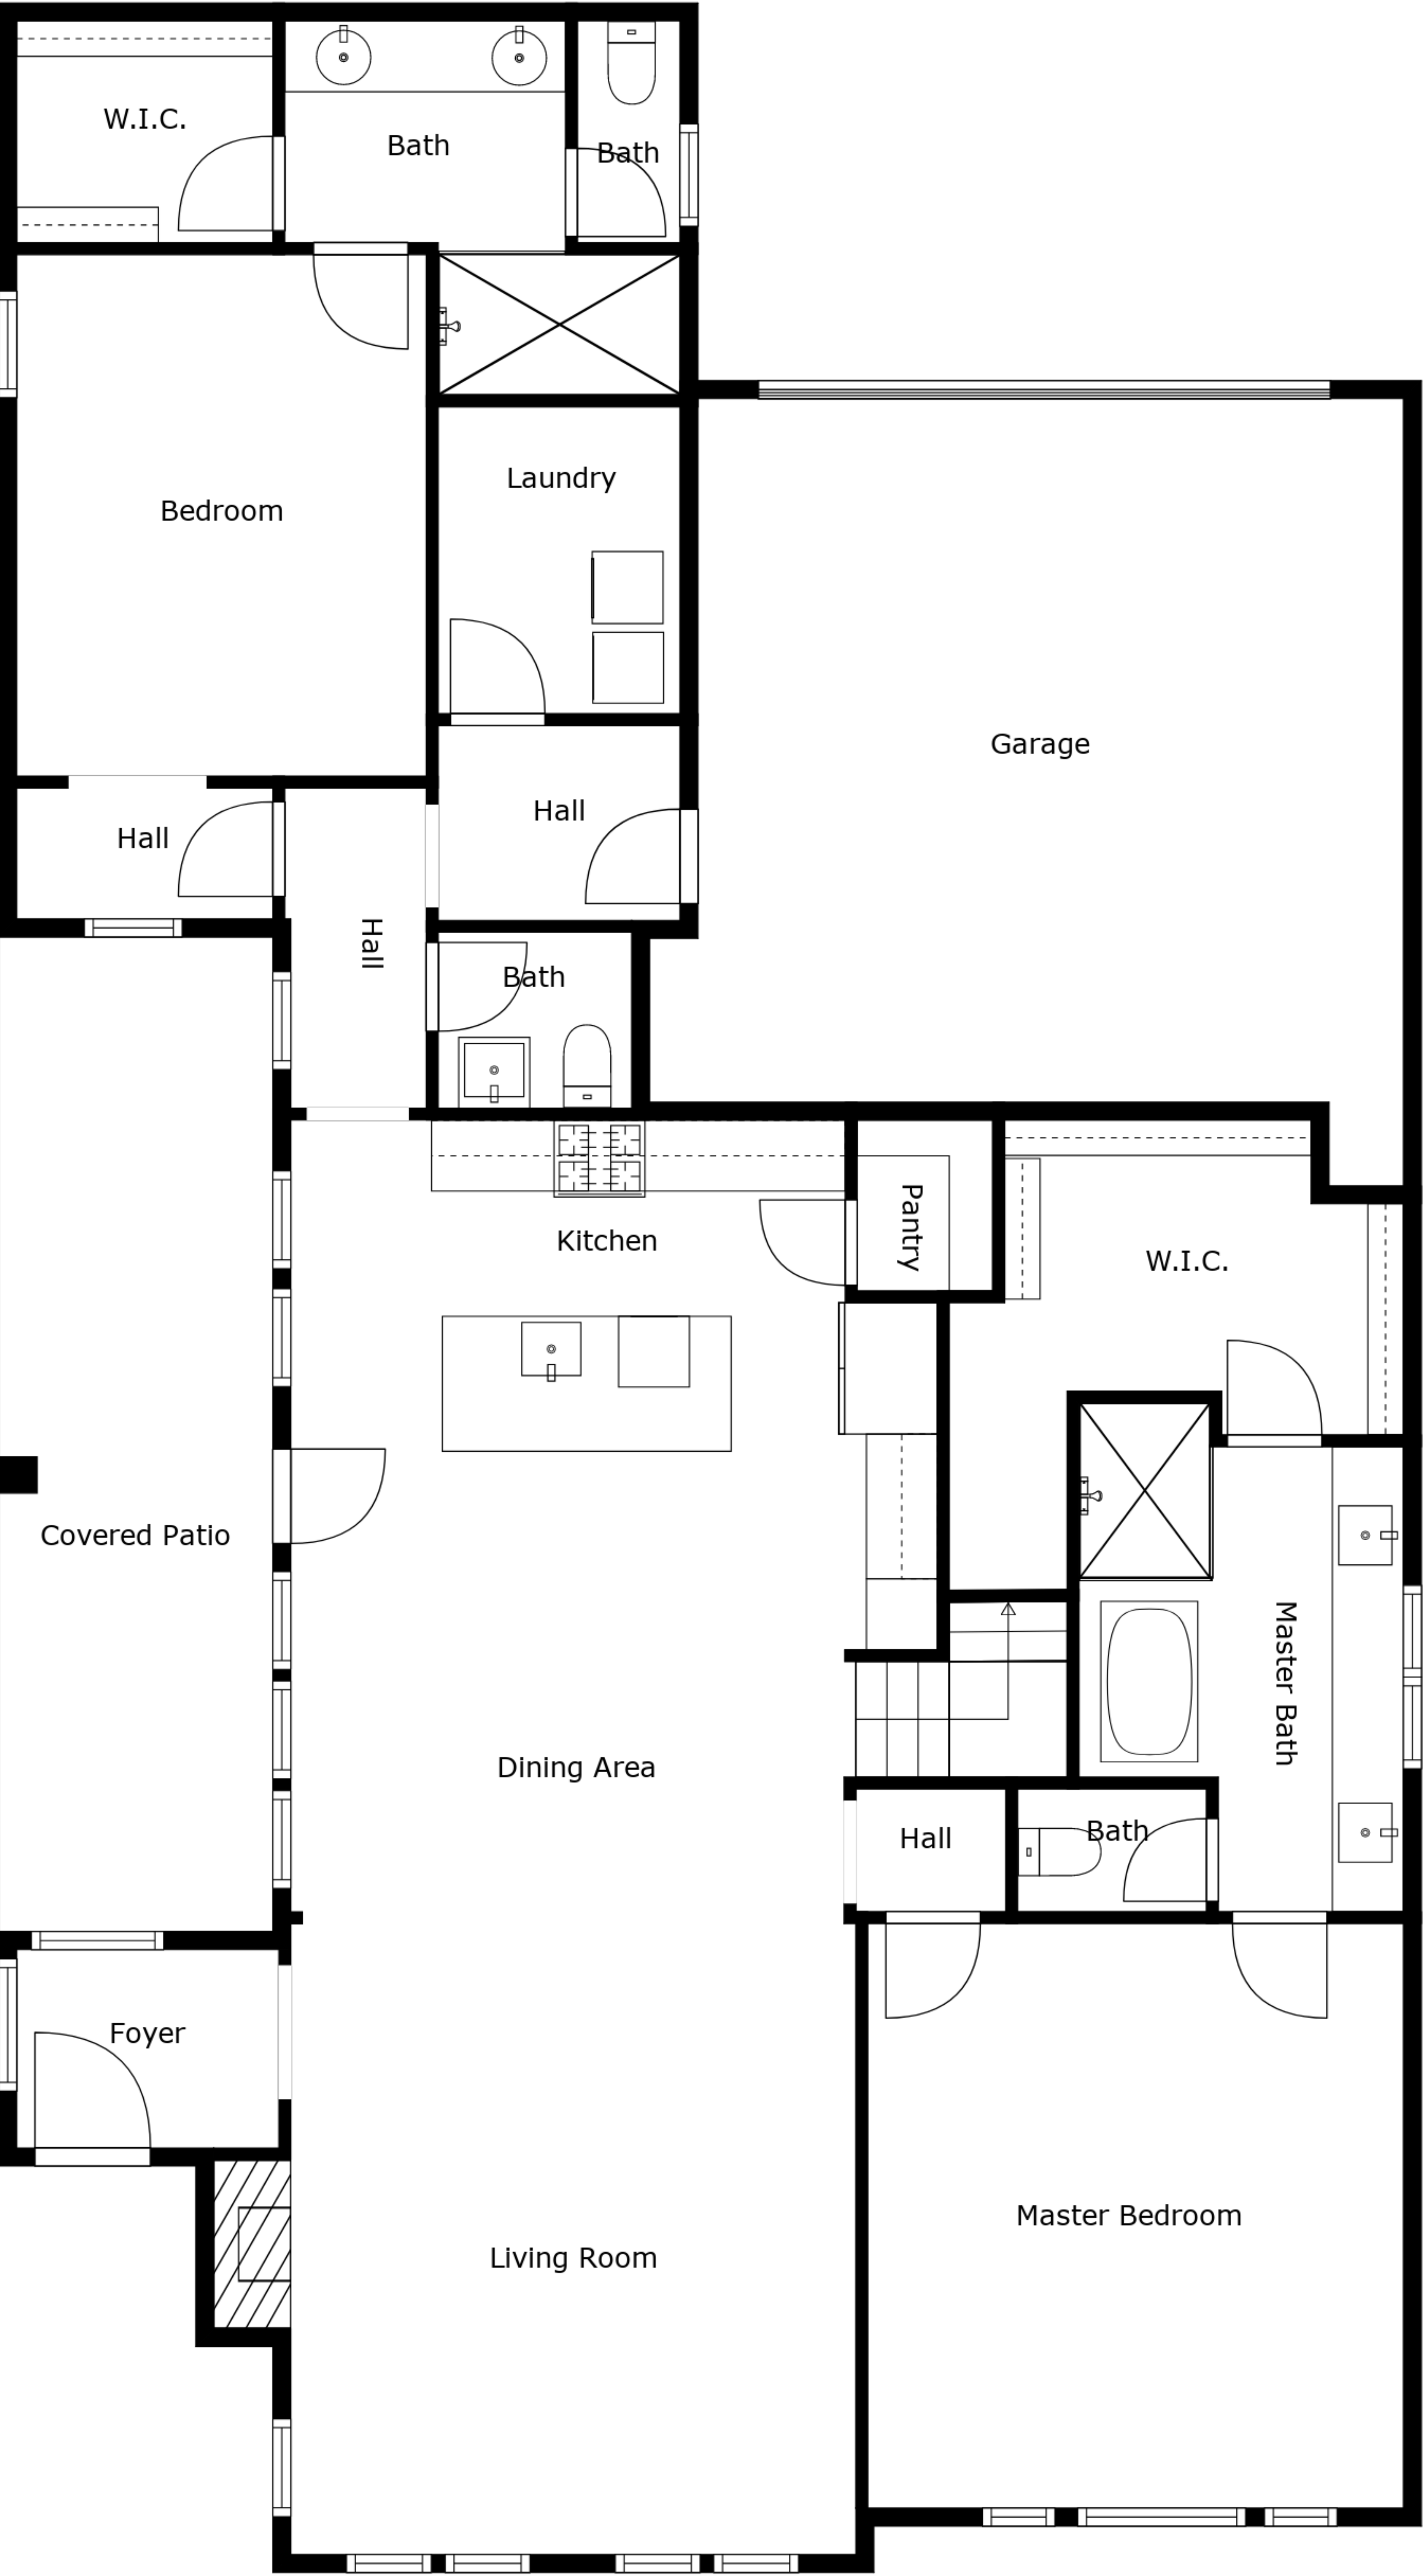 W.I.C.
Bath
Bath
Bedroom
Laundry
Garage
Hall
Hall
Hall
Bath
Kitchen
Pantry
W.I.C.
Covered Patio
Master Bath
Dining Area
Hall
Bath
Foyer
Master Bedroom
Living Room